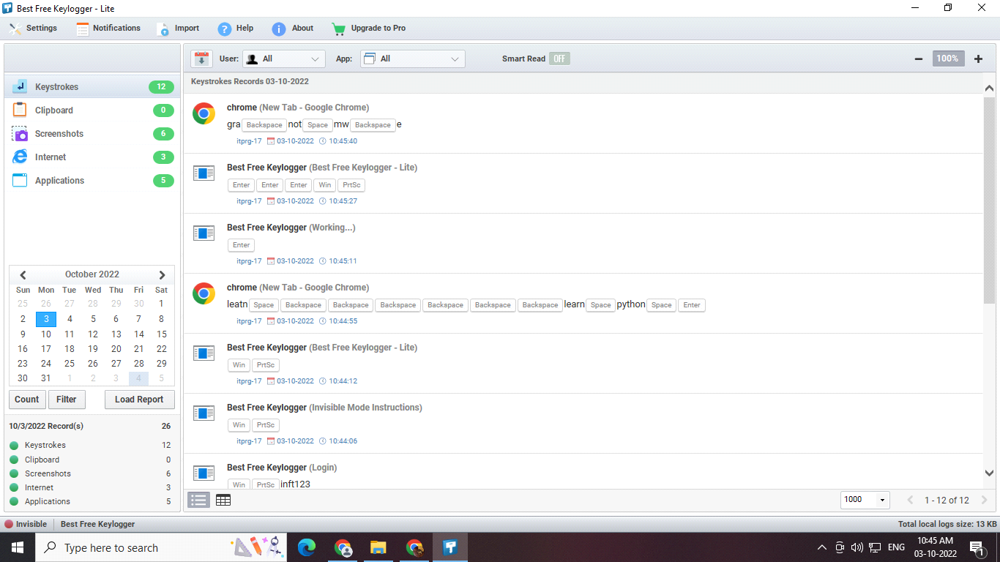 Best Free Keylogger - Lite
Settings Notifications Import Help About Upgrade to Pro
User: All App: All Smart Read OFF 100%
Keystrokes 12
Clipboard 0
Screenshots 6
Internet 3
Applications 5
October 2022
Sun Mon Tue Wed Thu Fri Sat
25 26 27 28 29 30 1
2 3 4 5 6 7 8
9 10 11 12 13 14 15
16 17 18 19 20 21 22
23 24 25 26 27 28 29
30 31 1 2 3 4 5
Count Filter Load Report
10/3/2022 Record(s) 26
Keystrokes 12
Clipboard 0
Screenshots 6
Internet 3
Applications 5
Keystrokes Records 03-10-2022
chrome (New Tab - Google Chrome)
gra Backspace not Space mw Backspace e
itprg-17 03-10-2022 10:45:40
Best Free Keylogger (Best Free Keylogger - Lite)
Enter Enter Enter Win PrtSc
itprg-17 03-10-2022 10:45:27
Best Free Keylogger (Working...)
Enter
itprg-17 03-10-2022 10:45:11
chrome (New Tab - Google Chrome)
leatn Space Backspace Backspace Backspace Backspace Backspace Backspace learn Space python Space Enter
itprg-17 03-10-2022 10:44:55
Best Free Keylogger (Best Free Keylogger - Lite)
Win PrtSc
itprg-17 03-10-2022 10:44:12
Best Free Keylogger (Invisible Mode Instructions)
Win PrtSc
itprg-17 03-10-2022 10:44:06
Best Free Keylogger (Login)
Win PrtSc inft123
1000 1 - 12 of 12
Invisible Best Free Keylogger Total local logs size: 13 KB
Type here to search ENG 10:45 AM
03-10-2022 1